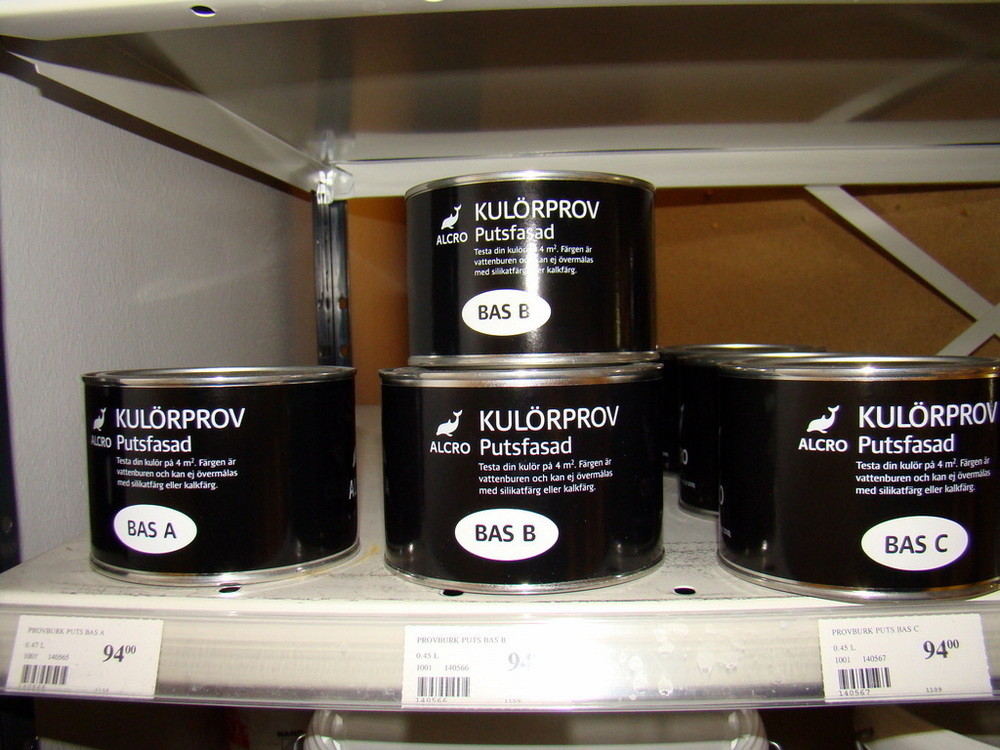 KULÖRPROV
ALCRO Putsfasad
Testa din kulör på 4 m². Färgen är
vattenburen och kan ej övermålas
med silikatfärg eller kalkfärg.
BAS B
KULÖRPROV
ALCRO Putsfasad
Testa din kulör på 4 m². Färgen är
vattenburen och kan ej övermålas
med silikatfärg eller kalkfärg.
BAS A
KULÖRPROV
ALCRO Putsfasad
Testa din kulör på 4 m². Färgen är
vattenburen och kan ej övermålas
med silikatfärg eller kalkfärg.
BAS B
KULÖRPROV
ALCRO Putsfasad
Testa din kulör på 4 m². Färgen är
vattenburen och kan ej övermålas
med silikatfärg eller kalkfärg.
BAS C
PROVBURK PUTS BAS A
0.47 L
94⁰⁰
1001 140565
PROVBURK PUTS BAS B
0.45 L
94
1001 140566
140566
PROVBURK PUTS BAS C
0.45 L
94⁰⁰
1001 140567
140567